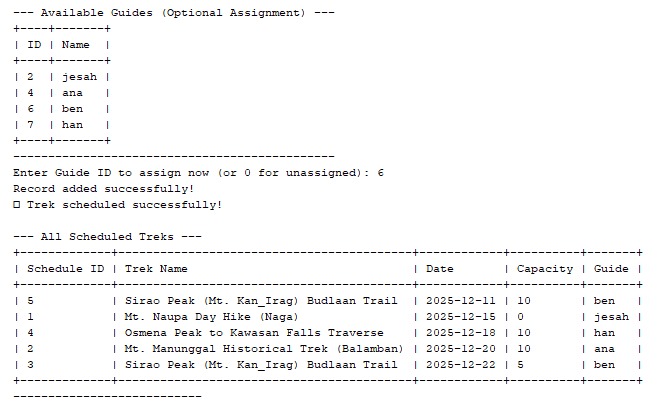 --- Available Guides (Optional Assignment) ---
+----+-------+
| ID | Name  |
+----+-------+
| 2  | jesah |
| 4  | ana   |
| 6  | ben   |
| 7  | han   |
+----+-------+
----------------------------------------------
Enter Guide ID to assign now (or 0 for unassigned): 6
Record added successfully!
□ Trek scheduled successfully!

--- All Scheduled Treks ---
+-------------+------------------------------------------+------------+----------+-------+
| Schedule ID | Trek Name                                | Date       | Capacity | Guide |
+-------------+------------------------------------------+------------+----------+-------+
| 5           | Sirao Peak (Mt. Kan_Irag) Budlaan Trail  | 2025-12-11 | 10       | ben   |
| 1           | Mt. Naupa Day Hike (Naga)                | 2025-12-15 | 0        | jesah |
| 4           | Osmena Peak to Kawasan Falls Traverse    | 2025-12-18 | 10       | han   |
| 2           | Mt. Manunggal Historical Trek (Balamban) | 2025-12-20 | 10       | ana   |
| 3           | Sirao Peak (Mt. Kan_Irag) Budlaan Trail  | 2025-12-22 | 5        | ben   |
+-------------+------------------------------------------+------------+----------+-------+
---------------------------